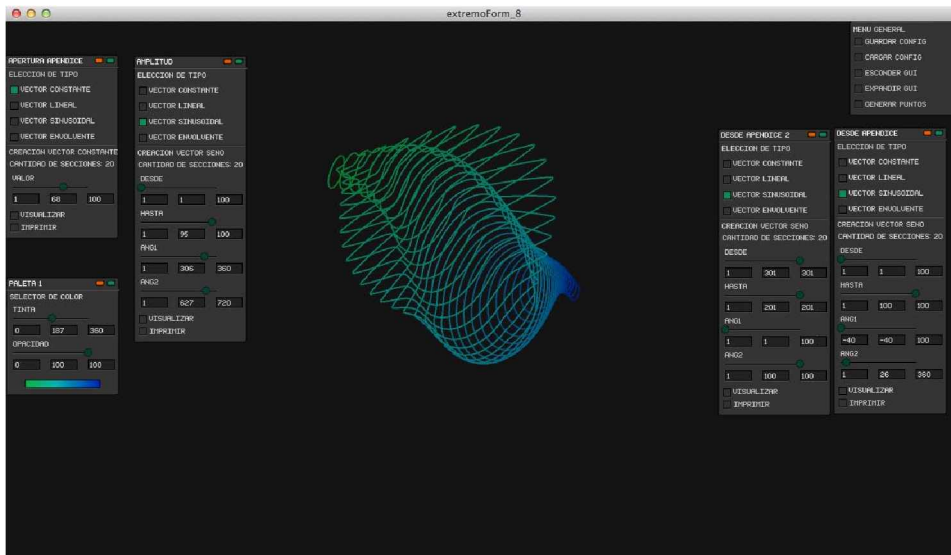 extremoForm_8
MENU GENERAL
GUARDAR CONFIG
CARGAR CONFIG
ESCONDER GUI
EXPANDIR GUI
GENERAR PUNTOS
APERTURA APENDICE
ELECCION DE TIPO
VECTOR CONSTANTE
VECTOR LINEAL
VECTOR SINUSOIDAL
VECTOR ENVOLVENTE
CREACION VECTOR CONSTANTE
CANTIDAD DE SECCIONES: 20
VALOR
1 68 100
VISUALIZAR
IMPRIMIR
PALETA 1
SELECTOR DE COLOR
TINTA
0 187 360
OPACIDAD
0 100 100
AMPLITUD
ELECCION DE TIPO
VECTOR CONSTANTE
VECTOR LINEAL
VECTOR SINUSOIDAL
VECTOR ENVOLVENTE
CREACION VECTOR SENO
CANTIDAD DE SECCIONES: 20
DESDE
1 1 100
HASTA
1 95 100
ANG1
1 306 360
ANG2
1 627 720
VISUALIZAR
IMPRIMIR
DESDE APENDICE 2
ELECCION DE TIPO
VECTOR CONSTANTE
VECTOR LINEAL
VECTOR SINUSOIDAL
VECTOR ENVOLVENTE
CREACION VECTOR SENO
CANTIDAD DE SECCIONES: 20
DESDE
1 301 301
HASTA
1 201 201
ANG1
1 1 100
ANG2
1 100 100
VISUALIZAR
IMPRIMIR
DESDE APENDICE
ELECCION DE TIPO
VECTOR CONSTANTE
VECTOR LINEAL
VECTOR SINUSOIDAL
VECTOR ENVOLVENTE
CREACION VECTOR SENO
CANTIDAD DE SECCIONES: 20
DESDE
1 1 100
HASTA
1 100 100
ANG1
-40 -40 100
ANG2
1 26 360
VISUALIZAR
IMPRIMIR